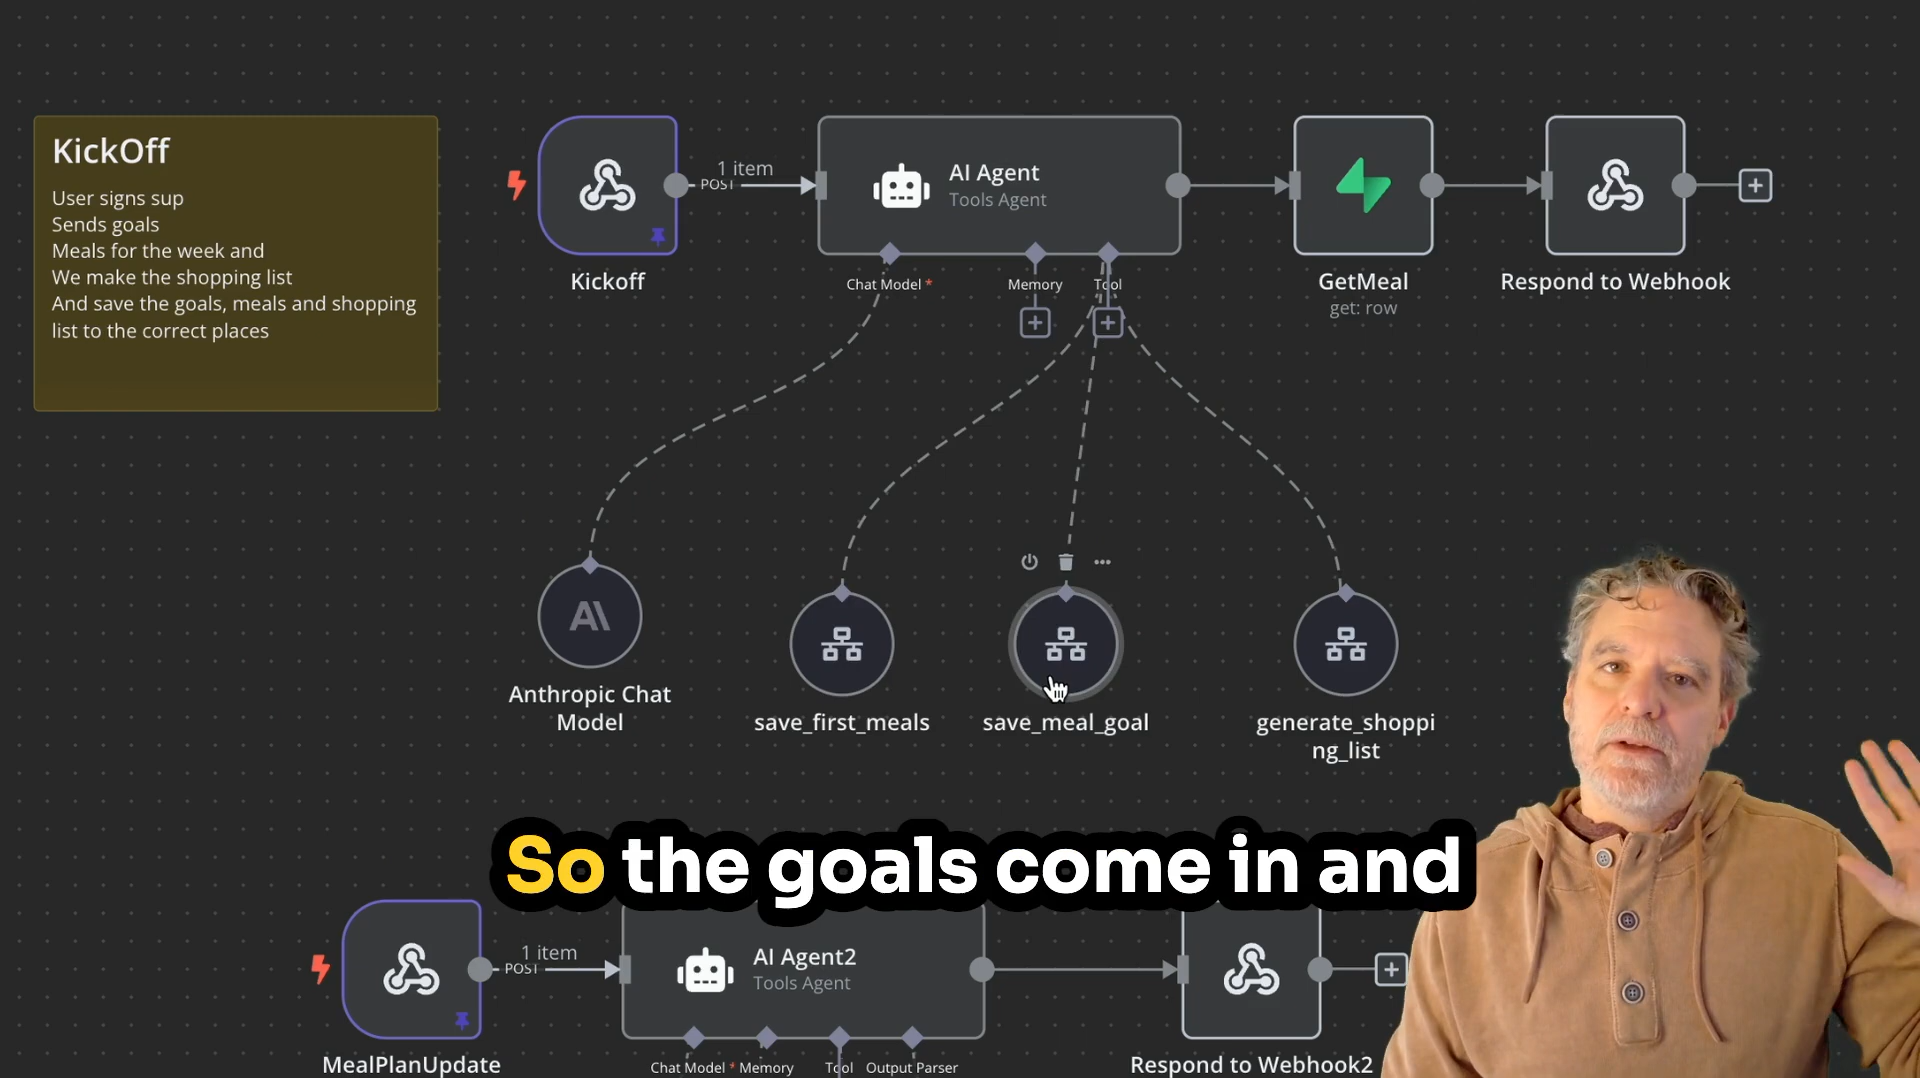 KickOff
User signs sup
Sends goals
Meals for the week and
We make the shopping list
And save the goals, meals and shopping
list to the correct places
1 item
POST
Kickoff
AI Agent
Tools Agent
Chat Model *
Memory
Tool
GetMeal
get: row
Respond to Webhook
A\
Anthropic Chat
Model
save_first_meals
save_meal_goal
generate_shoppi
ng_list
So the goals come in and
1 item
POST
MealPlanUpdate
AI Agent2
Tools Agent
Chat Model *
Memory
Tool
Output Parser
Respond to Webhook2